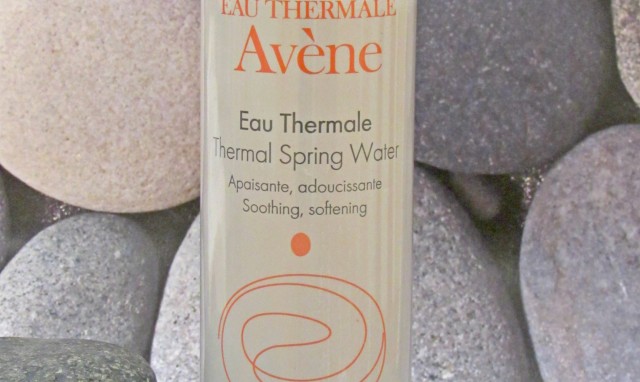 EAU THERMALE
Avène
Eau Thermale
Thermal Spring Water
Apaisante, adoucissante
Soothing, softening